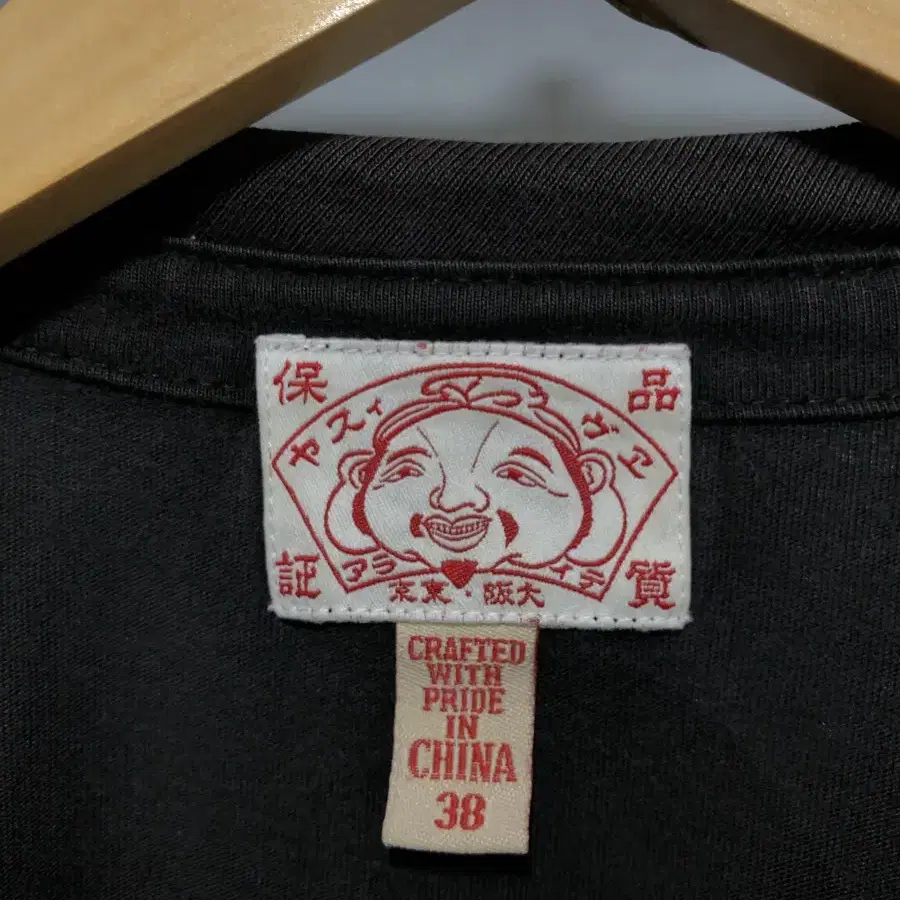 保 品
ヤスィヴエ
証 質
アライテ
京東・阪大
CRAFTED
WITH
PRIDE
IN
CHINA
38